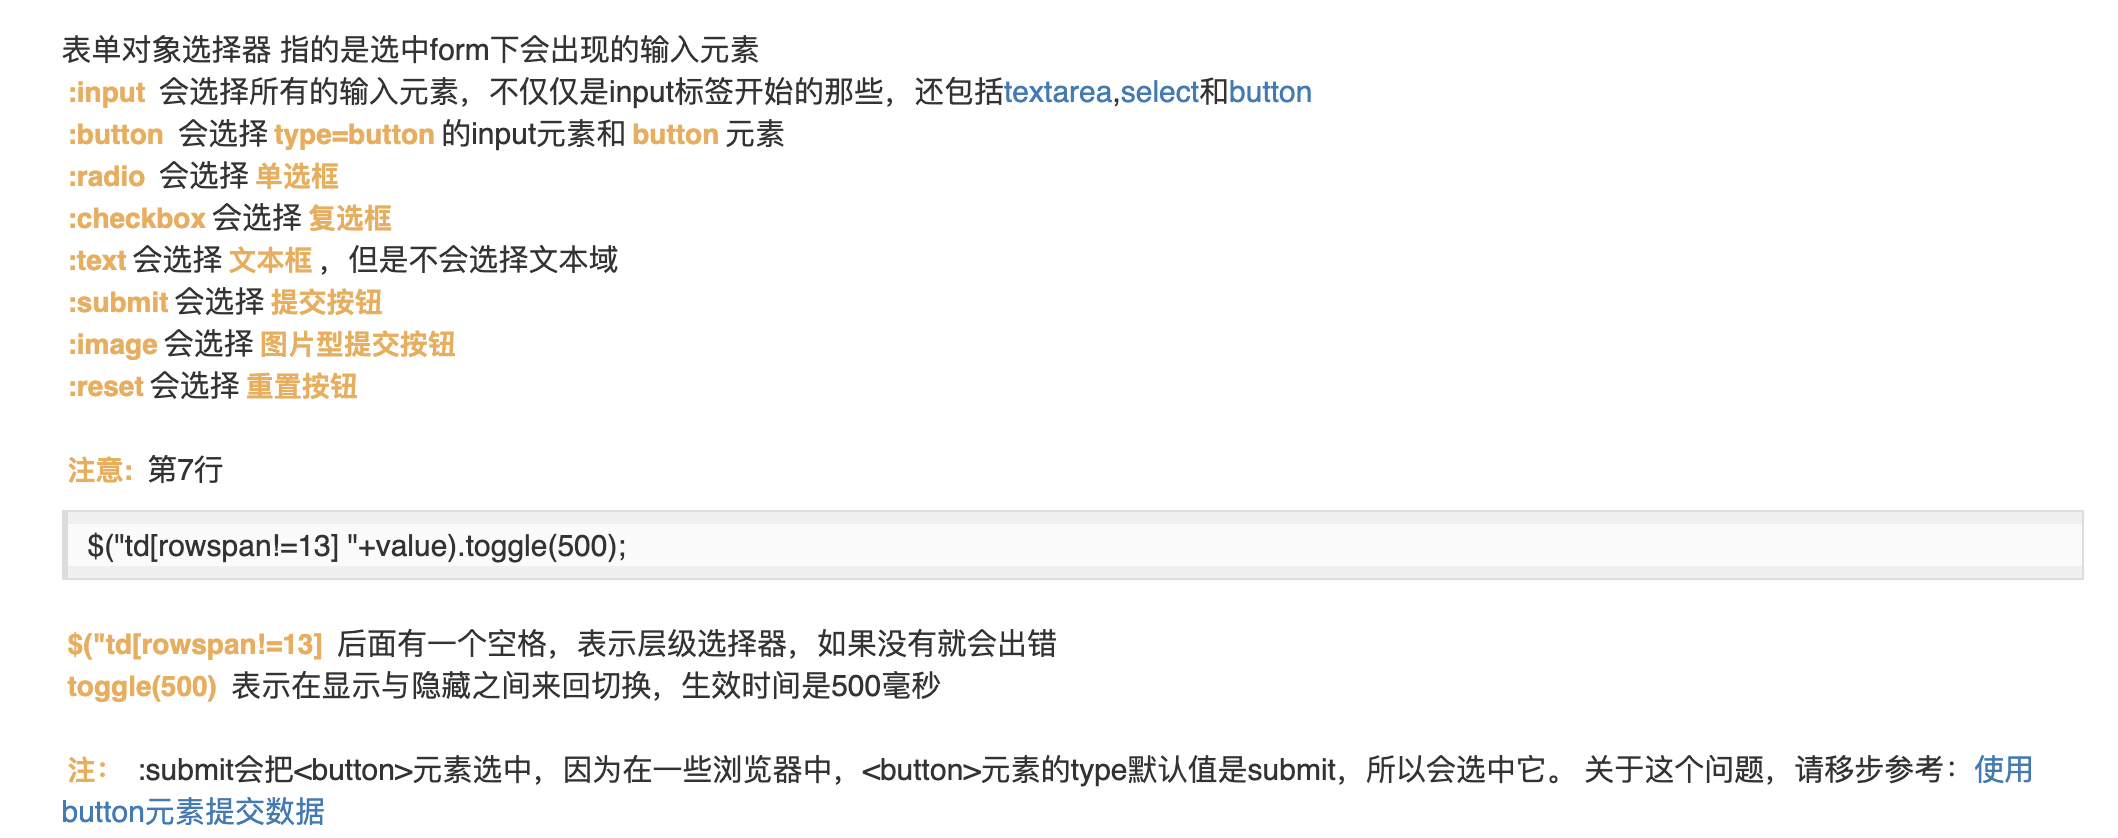 表单对象选择器 指的是选中form下会出现的输入元素
:input 会选择所有的输入元素，不仅仅是input标签开始的那些，还包括textarea,select和button
:button 会选择 type=button 的input元素和 button 元素
:radio 会选择 单选框
:checkbox 会选择 复选框
:text 会选择 文本框 ，但是不会选择文本域
:submit 会选择 提交按钮
:image 会选择 图片型提交按钮
:reset 会选择 重置按钮
注意: 第7行
$("td[rowspan!=13] "+value).toggle(500);
$("td[rowspan!=13] 后面有一个空格，表示层级选择器，如果没有就会出错
toggle(500) 表示在显示与隐藏之间来回切换，生效时间是500毫秒
注： :submit会把<button>元素选中，因为在一些浏览器中，<button>元素的type默认值是submit，所以会选中它。 关于这个问题，请移步参考：使用
button元素提交数据